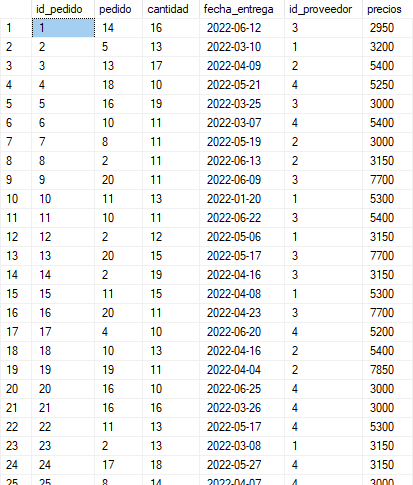 id_pedido pedido cantidad fecha_entrega id_proveedor precios
1 1 14 16 2022-06-12 3 2950
2 2 5 13 2022-03-10 1 3200
3 3 13 17 2022-04-09 2 5400
4 4 18 10 2022-05-21 4 5250
5 5 16 19 2022-03-25 3 3000
6 6 10 11 2022-03-07 4 5400
7 7 8 11 2022-05-19 2 3000
8 8 2 11 2022-06-13 2 3150
9 9 20 11 2022-06-09 3 7700
10 10 11 13 2022-01-20 1 5300
11 11 10 11 2022-06-22 3 5400
12 12 2 12 2022-05-06 1 3150
13 13 20 15 2022-05-17 3 7700
14 14 2 19 2022-04-16 3 3150
15 15 11 15 2022-04-08 1 5300
16 16 20 11 2022-04-23 3 7700
17 17 4 10 2022-06-20 4 5200
18 18 10 13 2022-04-16 2 5400
19 19 19 11 2022-04-04 2 7850
20 20 16 10 2022-06-25 4 3000
21 21 16 16 2022-03-26 4 3000
22 22 11 13 2022-05-17 4 5300
23 23 2 13 2022-03-08 1 3150
24 24 17 18 2022-05-27 4 3150
25 25 8 14 2022-04-07 4 3000